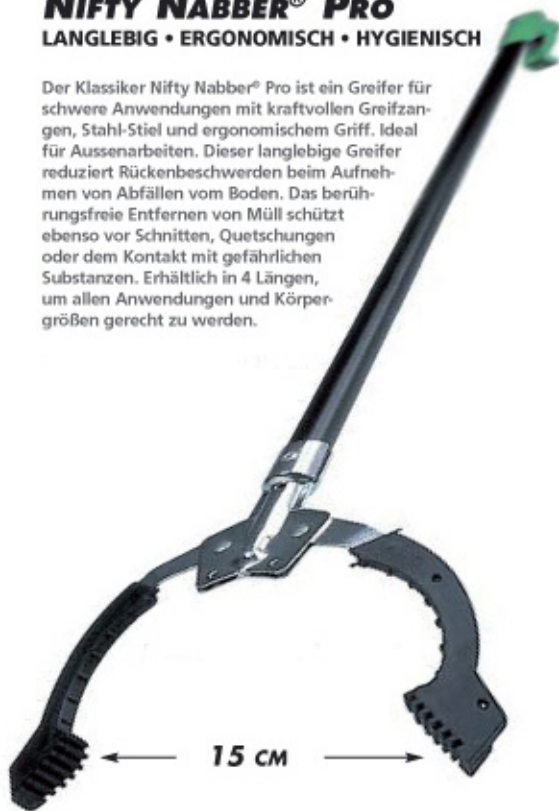 NIFTY NABBER® PRO
LANGLEBIG • ERGONOMISCH • HYGIENISCH
Der Klassiker Nifty Nabber® Pro ist ein Greifer für
schwere Anwendungen mit kraftvollen Greifzan-
gen, Stahl-Stiel und ergonomischem Griff. Ideal
für Aussenarbeiten. Dieser langlebige Greifer
reduziert Rückenbeschwerden beim Aufneh-
men von Abfällen vom Boden. Das berüh-
rungsfreie Entfernen von Müll schützt
ebenso vor Schnitten, Quetschungen
oder dem Kontakt mit gefährlichen
Substanzen. Erhältlich in 4 Längen,
um allen Anwendungen und Körper-
größen gerecht zu werden.
15 CM